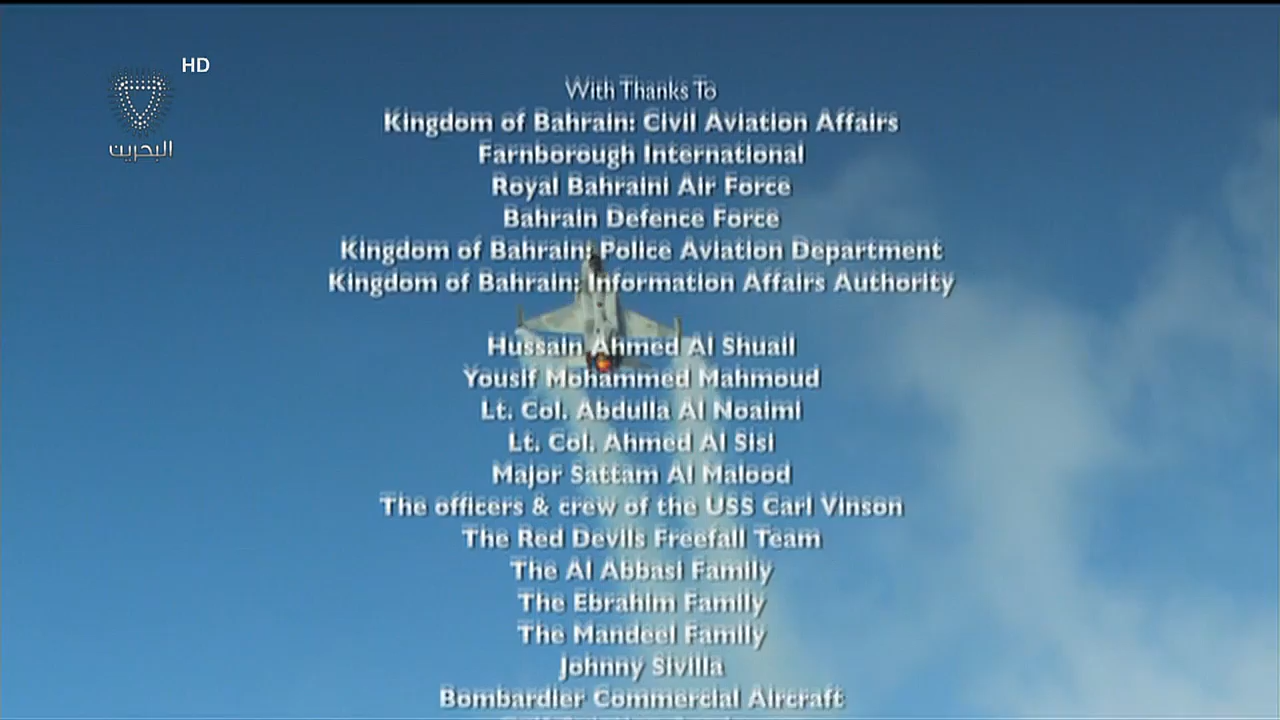 HD
البحرين
With Thanks To
Kingdom of Bahrain: Civil Aviation Affairs
Farnborough International
Royal Bahraini Air Force
Bahrain Defence Force
Kingdom of Bahrain: Police Aviation Department
Kingdom of Bahrain: Information Affairs Authority
Hussain Ahmed Al Shuail
Yousif Mohammed Mahmoud
Lt. Col. Abdulla Al Noaimi
Lt. Col. Ahmed Al Sisi
Major Sattam Al Malood
The officers & crew of the USS Carl Vinson
The Red Devils Freefall Team
The Al Abbasi Family
The Ebrahim Family
The Mandeel Family
Johnny Sivilla
Bombardier Commercial Aircraft